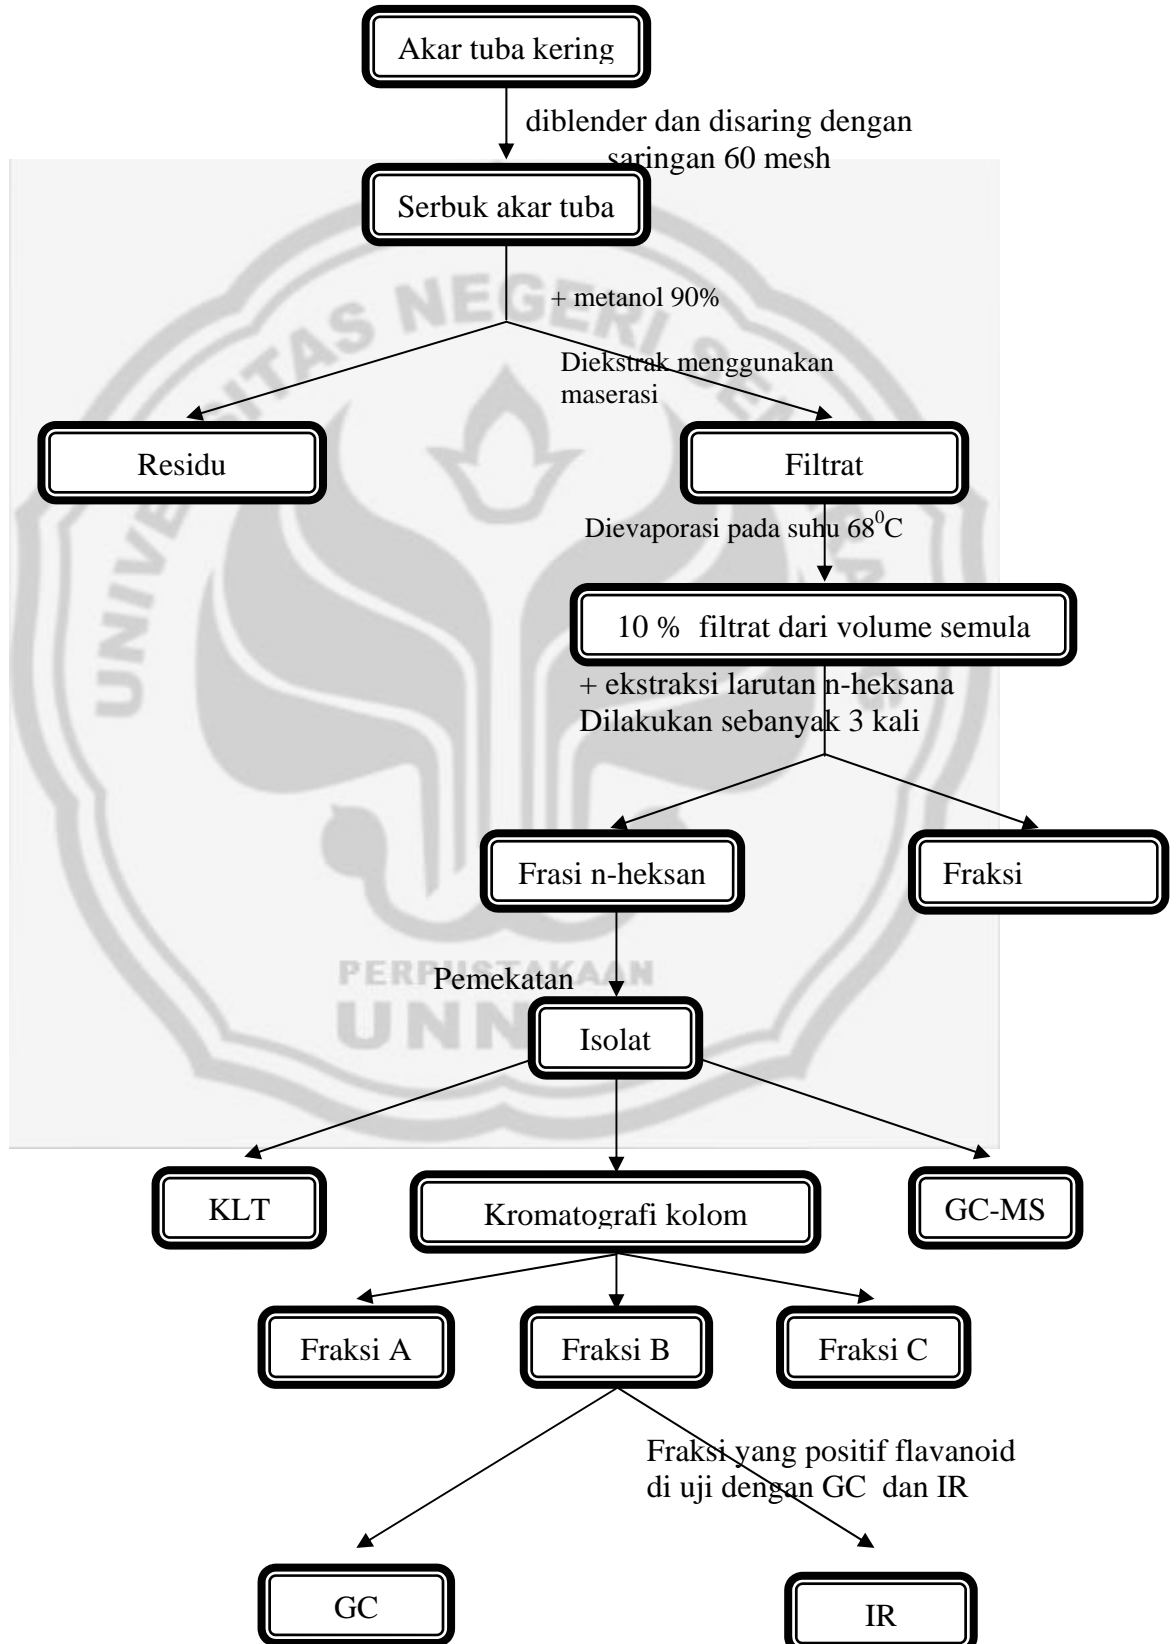 Akar tuba kering
diblender dan disaring dengan
saringan 60 mesh
Serbuk akar tuba
+ metanol 90%
Diekstrak menggunakan
maserasi
Residu
Filtrat
Dievaporasi pada suhu 68⁰C
10 % filtrat dari volume semula
+ ekstraksi larutan n-heksana
Dilakukan sebanyak 3 kali
Frasi n-heksan
Fraksi
Pemekatan
Isolat
KLT
Kromatografi kolom
GC-MS
Fraksi A
Fraksi B
Fraksi C
Fraksi yang positif flavanoid
di uji dengan GC dan IR
GC
IR
PERPUSTAKAAN